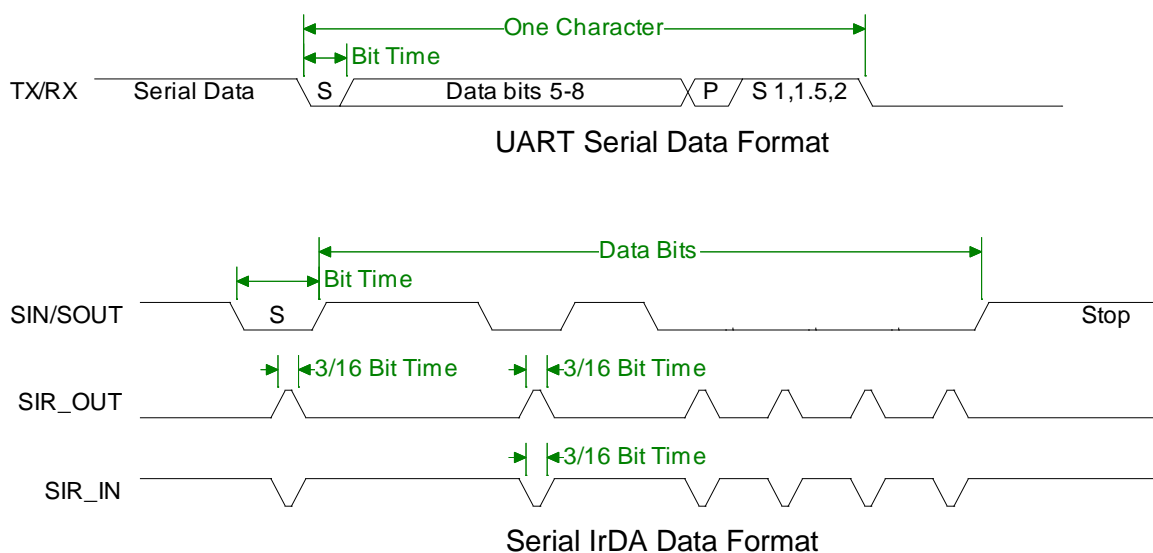 One Character
Bit Time
TX/RX Serial Data S Data bits 5-8 P S 1,1.5,2
UART Serial Data Format
Data Bits
Bit Time
SIN/SOUT S Stop
3/16 Bit Time 3/16 Bit Time
SIR_OUT
3/16 Bit Time
SIR_IN
Serial IrDA Data Format